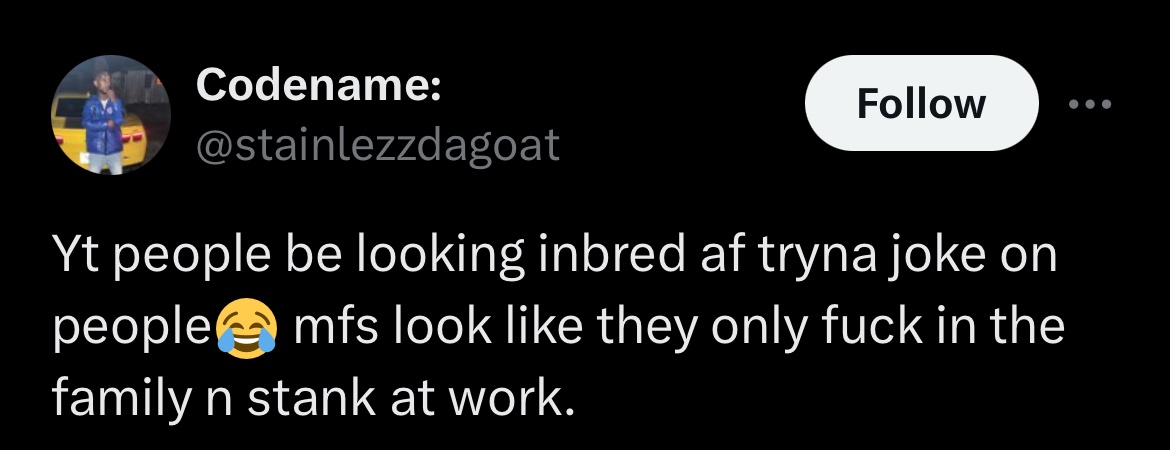 Codename:
@stainlezzdagoat
Follow
Yt people be looking inbred af tryna joke on
people😂 mfs look like they only fuck in the
family n stank at work.